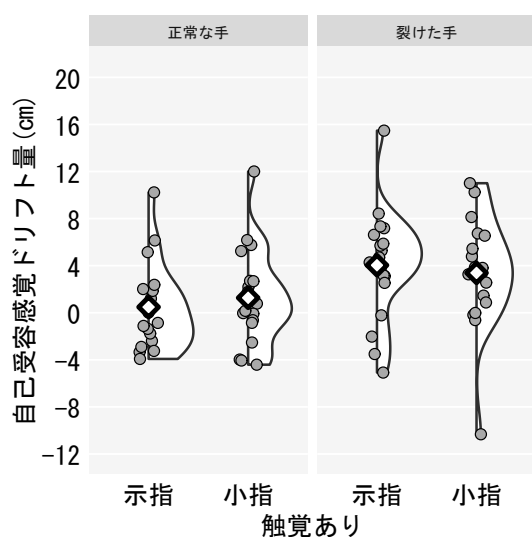 正常な手
裂けた手
自己受容感覚ドリフト量(cm)
20
16
12
8
4
0
−4
−8
−12
示指
小指
示指
小指
触覚あり